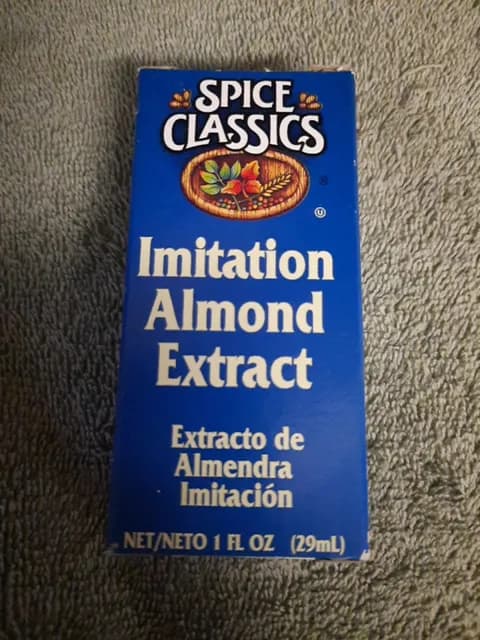 SPICE
CLASSICS
®
Ⓤ
Imitation
Almond
Extract
Extracto de
Almendra
Imitación
NET/NETO 1 FL OZ (29mL)